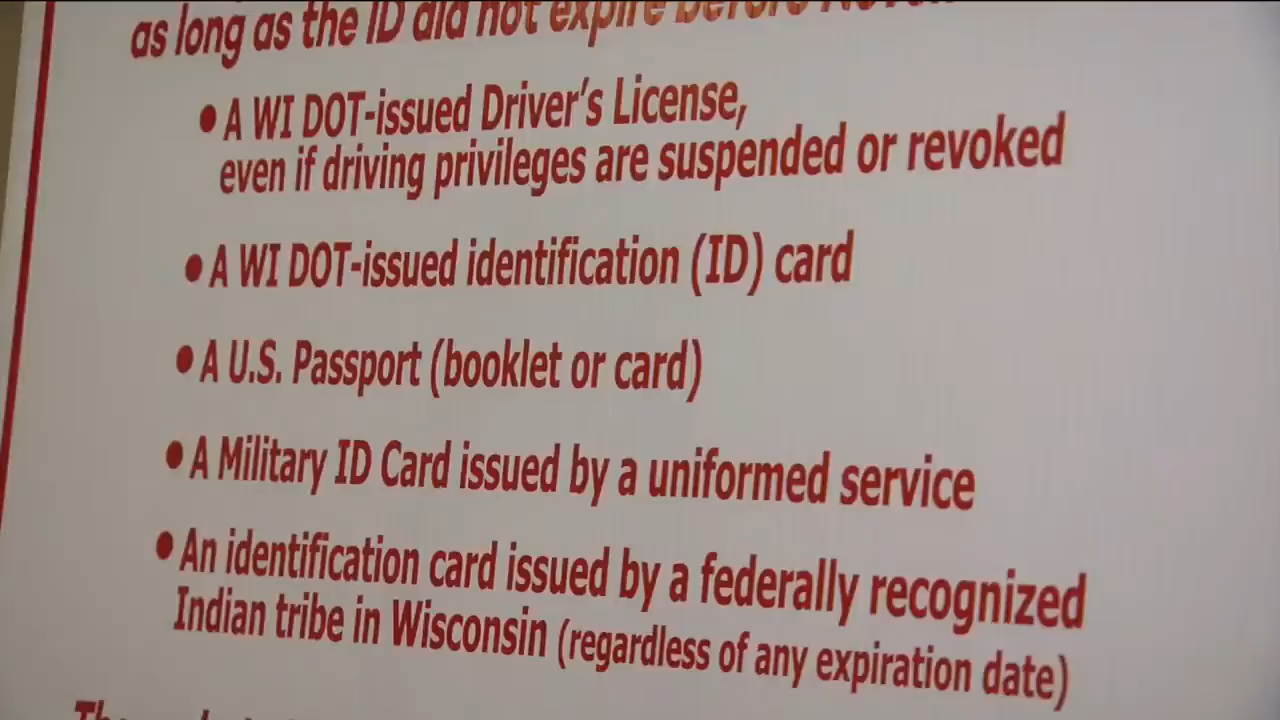 as long as the ID did not expire before
• A WI DOT-issued Driver's License,
even if driving privileges are suspended or revoked
• A WI DOT-issued identification (ID) card
• A U.S. Passport (booklet or card)
• A Military ID Card issued by a uniformed service
• An identification card issued by a federally recognized
Indian tribe in Wisconsin (regardless of any expiration date)